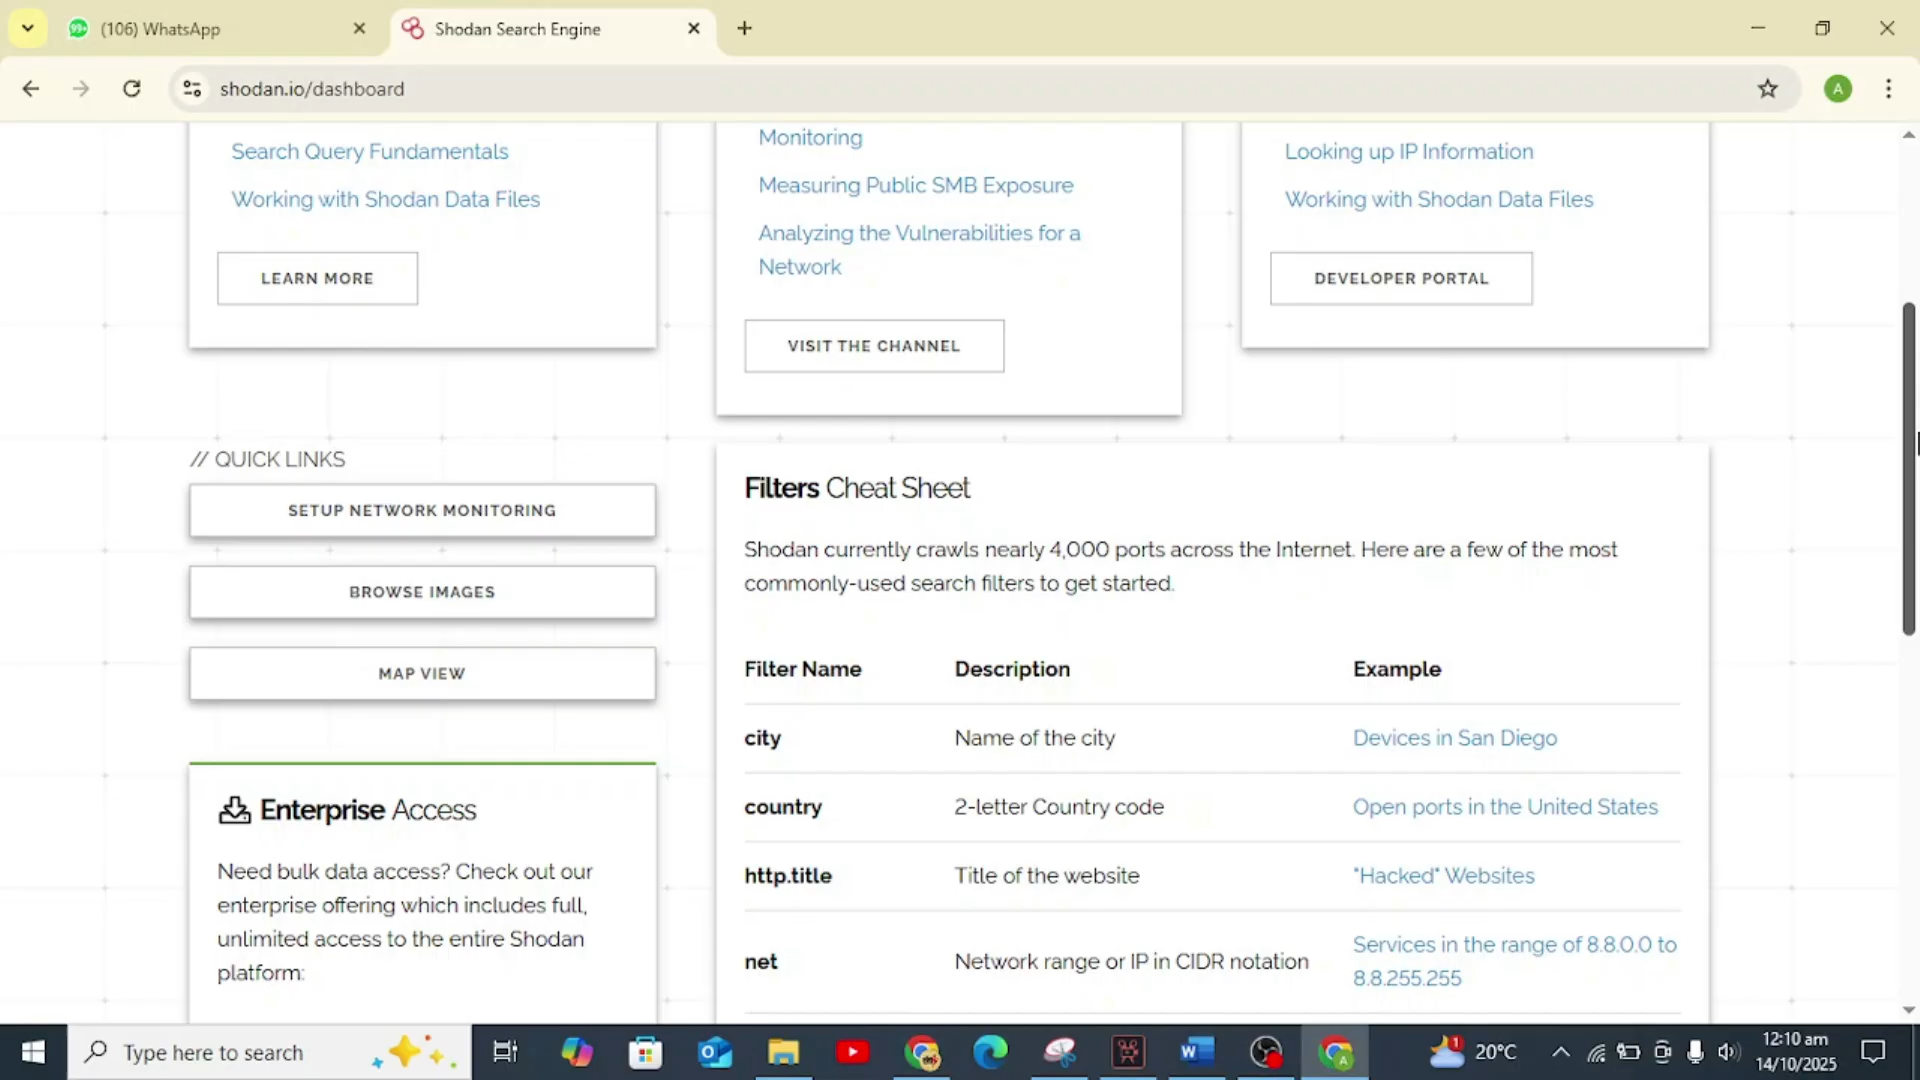 (106) WhatsApp
Shodan Search Engine
shodan.io/dashboard
A
Search Query Fundamentals
Working with Shodan Data Files
LEARN MORE
Monitoring
Measuring Public SMB Exposure
Analyzing the Vulnerabilities for a
Network
VISIT THE CHANNEL
Looking up IP Information
Working with Shodan Data Files
DEVELOPER PORTAL
// QUICK LINKS
SETUP NETWORK MONITORING
BROWSE IMAGES
MAP VIEW
Enterprise Access
Need bulk data access? Check out our
enterprise offering which includes full,
unlimited access to the entire Shodan
platform:
Filters Cheat Sheet
Shodan currently crawls nearly 4,000 ports across the Internet. Here are a few of the most
commonly-used search filters to get started.
Filter Name Description Example
city Name of the city Devices in San Diego
country 2-letter Country code Open ports in the United States
http.title Title of the website "Hacked" Websites
net Network range or IP in CIDR notation Services in the range of 8.8.0.0 to
8.8.255.255
Type here to search
20°C
12:10 am
14/10/2025